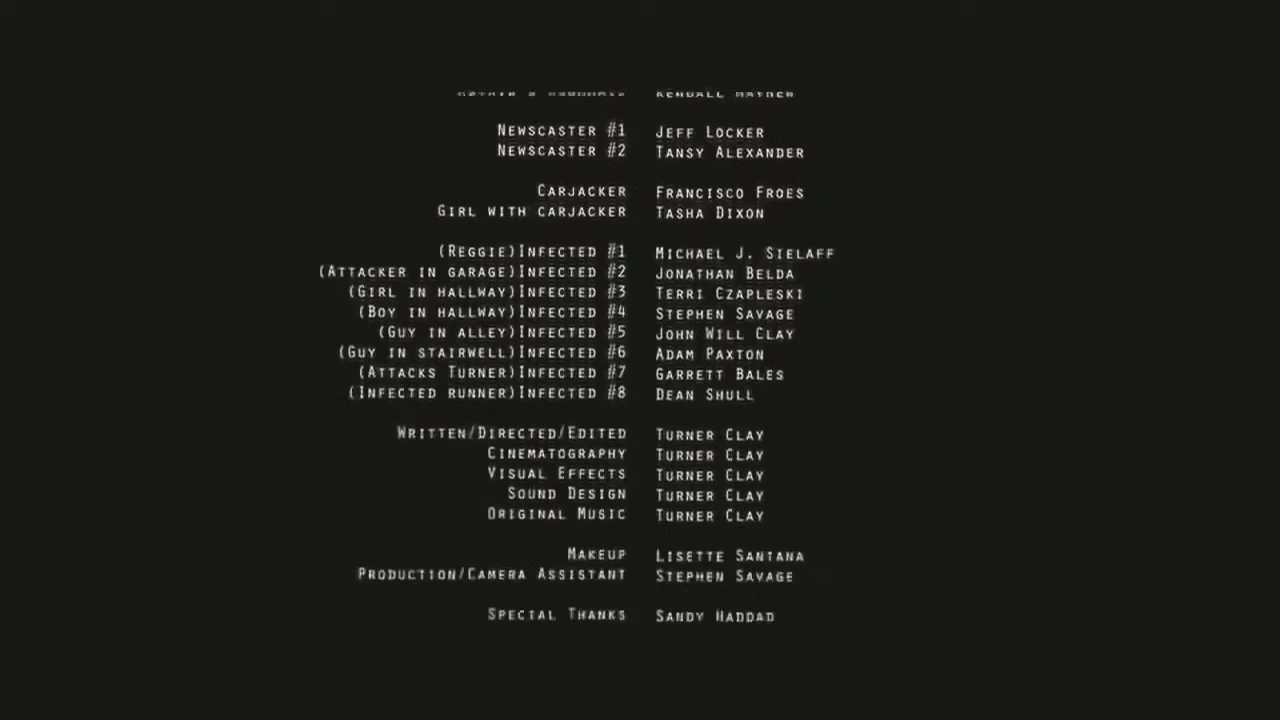 Kendall
Newscaster #1 Jeff Locker
Newscaster #2 Tansy Alexander
Carjacker Francisco Froes
Girl with carjacker Tasha Dixon
(Reggie)Infected #1 Michael J. Sielaff
(Attacker in garage)Infected #2 Jonathan Belda
(Girl in hallway)Infected #3 Terri Czapleski
(Boy in hallway)Infected #4 Stephen Savage
(Guy in alley)Infected #5 John Will Clay
(Guy in stairwell)Infected #6 Adam Paxton
(Attacks Turner)Infected #7 Garrett Bales
(Infected runner)Infected #8 Dean Shull
Written/Directed/Edited Turner Clay
Cinematography Turner Clay
Visual Effects Turner Clay
Sound Design Turner Clay
Original Music Turner Clay
Makeup Lisette Santana
Production/Camera Assistant Stephen Savage
Special Thanks Sandy Haddad